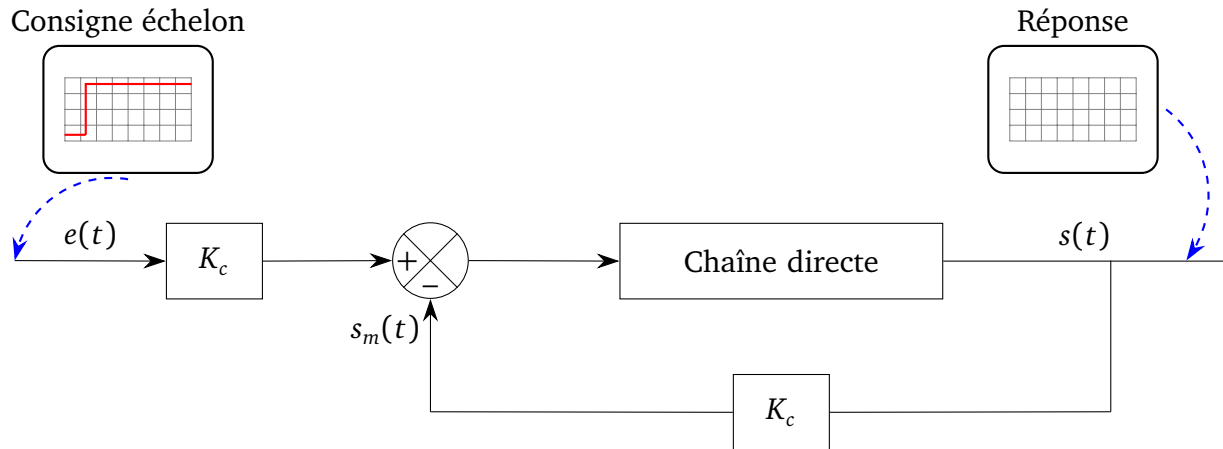 Consigne échelon
Réponse
e(t)
K_c
+
−
Chaîne directe
s(t)
s_m(t)
K_c